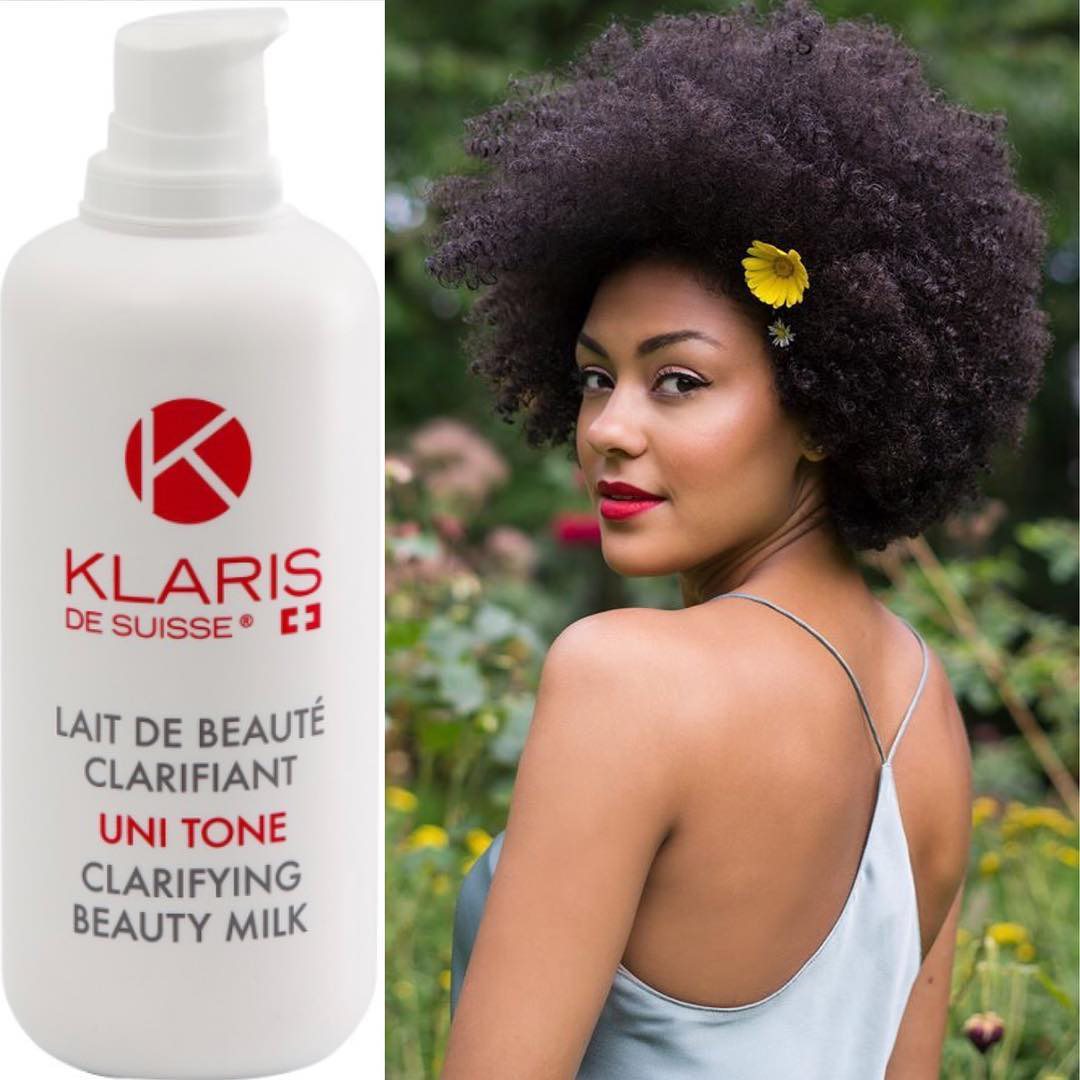 K
KLARIS
DE SUISSE®
LAIT DE BEAUTÉ
CLARIFIANT
UNI TONE
CLARIFYING
BEAUTY MILK